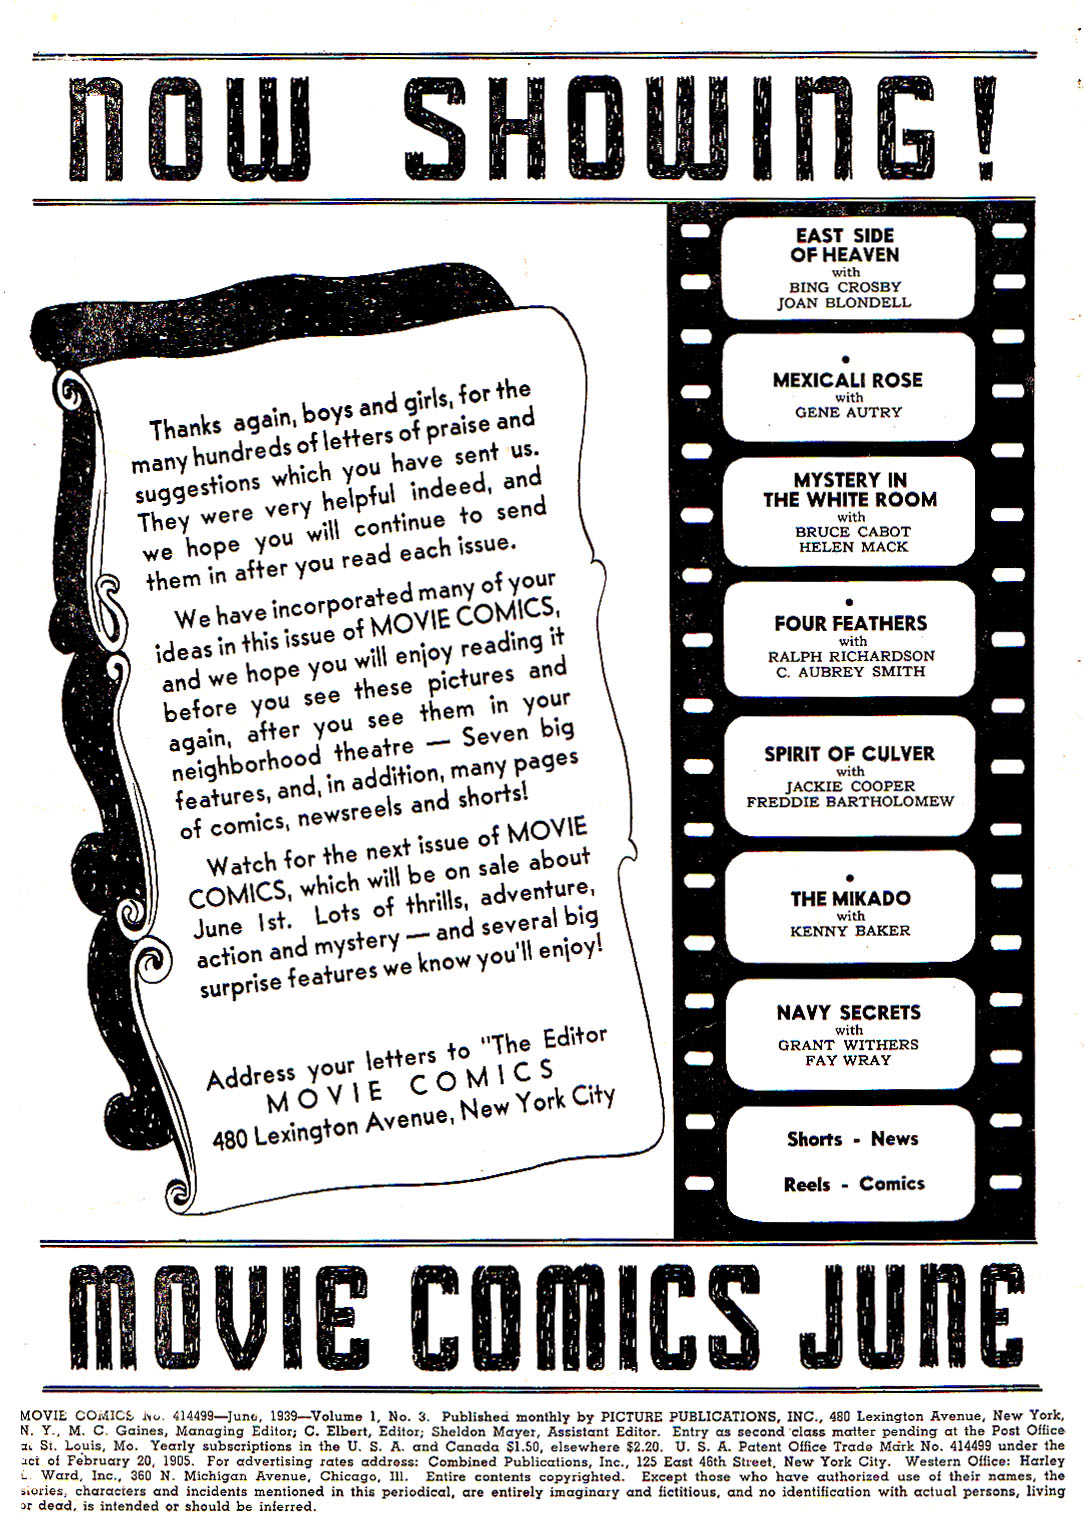 NOW SHOWING!
Thanks again, boys and girls, for the
many hundreds of letters of praise and
suggestions which you have sent us.
They were very helpful indeed, and
we hope you will continue to send
them in after you read each issue.
We have incorporated many of your
ideas in this issue of MOVIE COMICS,
and we hope you will enjoy reading it
before you see these pictures and
again, after you see them in your
neighborhood theatre — Seven big
features, and, in addition, many pages
of comics, newsreels and shorts!
Watch for the next issue of MOVIE
COMICS, which will be on sale about
June 1st. Lots of thrills, adventure,
action and mystery — and several big
surprise features we know you'll enjoy!
Address your letters to "The Editor
MOVIE COMICS
480 Lexington Avenue, New York City
EAST SIDE
OF HEAVEN
with
BING CROSBY
JOAN BLONDELL
•
MEXICALI ROSE
with
GENE AUTRY
MYSTERY IN
THE WHITE ROOM
with
BRUCE CABOT
HELEN MACK
•
FOUR FEATHERS
with
RALPH RICHARDSON
C. AUBREY SMITH
SPIRIT OF CULVER
with
JACKIE COOPER
FREDDIE BARTHOLOMEW
•
THE MIKADO
with
KENNY BAKER
NAVY SECRETS
with
GRANT WITHERS
FAY WRAY
Shorts - News
Reels - Comics
MOVIE COMICS JUNE
MOVIE COMICS No. 414499—June, 1939—Volume 1, No. 3. Published monthly by PICTURE PUBLICATIONS, INC., 480 Lexington Avenue, New York,
N. Y., M. C. Gaines, Managing Editor; C. Elbert, Editor; Sheldon Mayer, Assistant Editor. Entry as second class matter pending at the Post Office
at St. Louis, Mo. Yearly subscriptions in the U. S. A. and Canada $1.50, elsewhere $2.20. U. S. A. Patent Office Trade Mark No. 414499 under the
act of February 20, 1905. For advertising rates address: Combined Publications, Inc., 125 East 46th Street, New York City. Western Office: Harley
L. Ward, Inc., 360 N. Michigan Avenue, Chicago, Ill. Entire contents copyrighted. Except those who have authorized use of their names, the
stories, characters and incidents mentioned in this periodical, are entirely imaginary and fictitious, and no identification with actual persons, living
or dead, is intended or should be inferred.